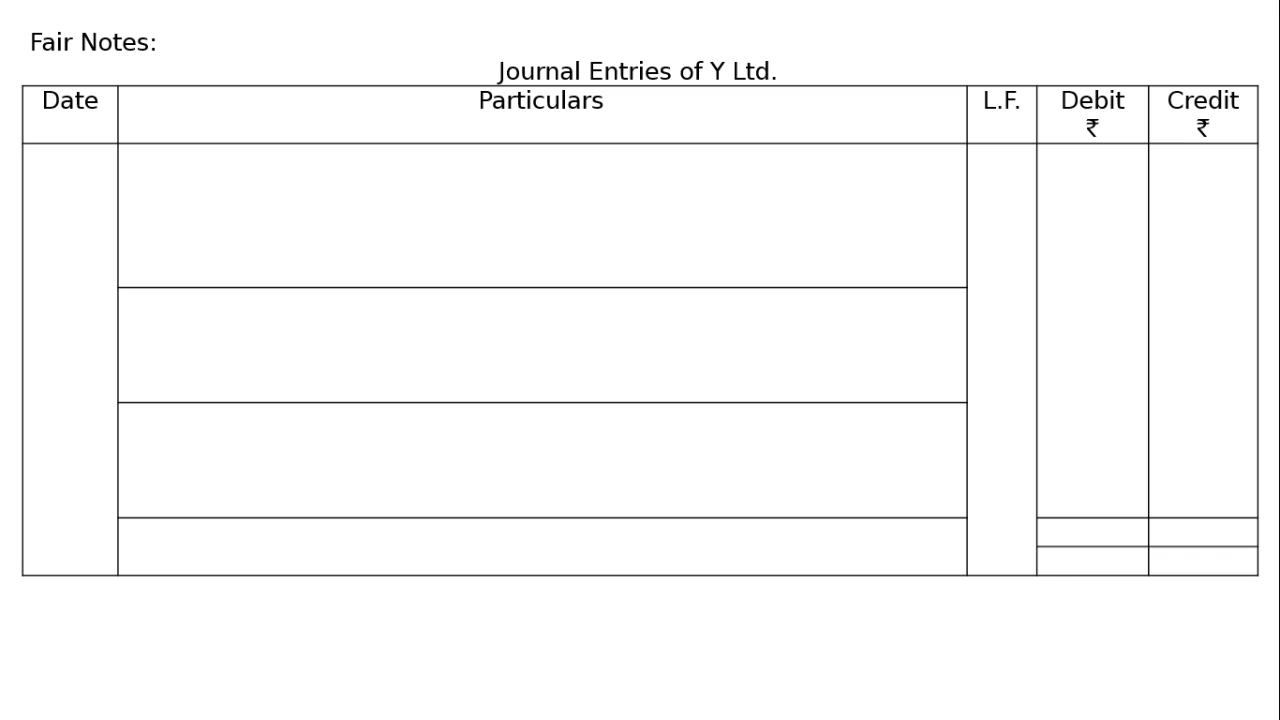 Fair Notes:
Journal Entries of Y Ltd.
Date Particulars L.F. Debit Credit
₹ ₹